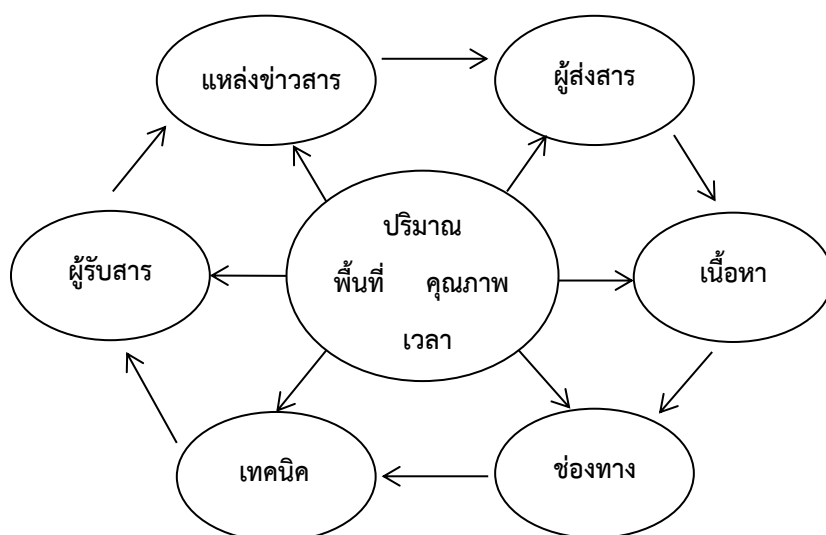 แหล่งข่าวสาร
ผู้ส่งสาร
ปริมาณ
ผู้รับสาร
พื้นที่ คุณภาพ
เนื้อหา
เวลา
เทคนิค
ช่องทาง